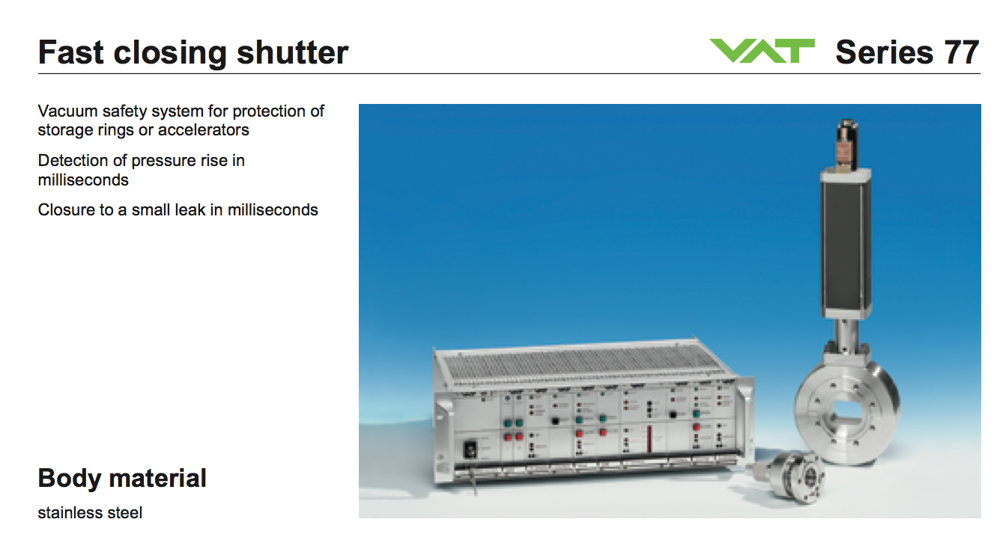 Fast closing shutter
VAT Series 77
Vacuum safety system for protection of
storage rings or accelerators
Detection of pressure rise in
milliseconds
Closure to a small leak in milliseconds
Body material
stainless steel